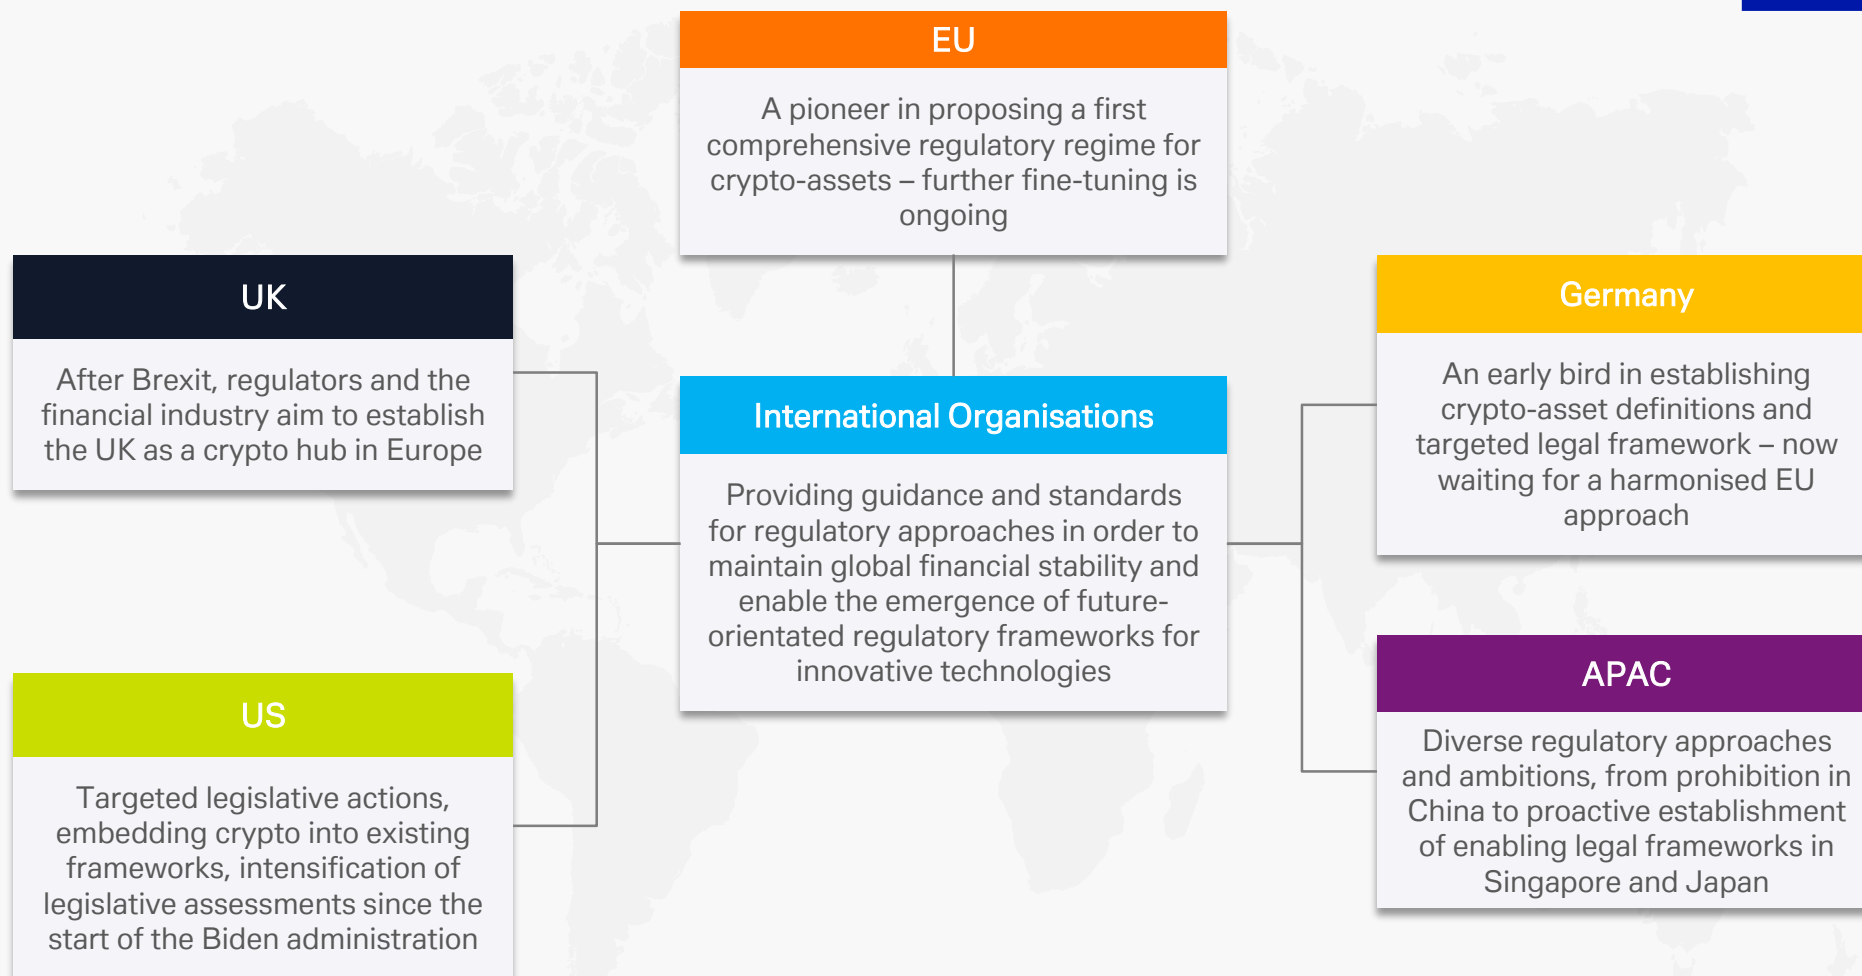 EU
A pioneer in proposing a first
comprehensive regulatory regime for
crypto-assets – further fine-tuning is
ongoing
UK
After Brexit, regulators and the
financial industry aim to establish
the UK as a crypto hub in Europe
International Organisations
Providing guidance and standards
for regulatory approaches in order to
maintain global financial stability and
enable the emergence of future-
orientated regulatory frameworks for
innovative technologies
Germany
An early bird in establishing
crypto-asset definitions and
targeted legal framework – now
waiting for a harmonised EU
approach
US
Targeted legislative actions,
embedding crypto into existing
frameworks, intensification of
legislative assessments since the
start of the Biden administration
APAC
Diverse regulatory approaches
and ambitions, from prohibition in
China to proactive establishment
of enabling legal frameworks in
Singapore and Japan